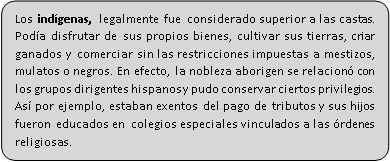 Los indígenas, legalmente fue considerado superior a las castas.
Podía disfrutar de sus propios bienes, cultivar sus tierras, criar
ganados y comerciar sin las restricciones impuestas a mestizos,
mulatos o negros. En efecto, la nobleza aborigen se relacionó con
los grupos dirigentes hispanos y pudo conservar ciertos privilegios.
Así por ejemplo, estaban exentos del pago de tributos y sus hijos
fueron educados en colegios especiales vinculados a las órdenes
religiosas.